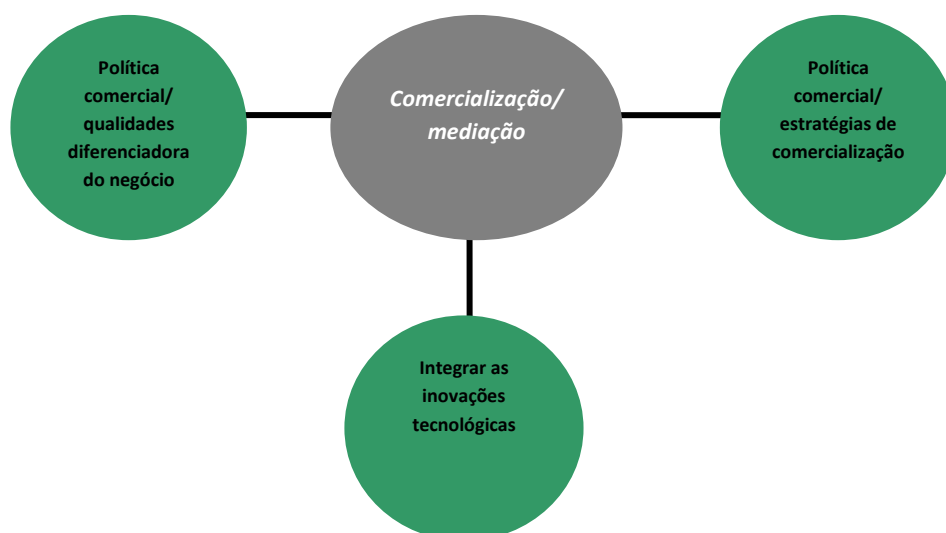 Política
comercial/
qualidades
diferenciadora
do negócio
Comercialização/
mediação
Política
comercial/
estratégias de
comercialização
Integrar as
inovações
tecnológicas